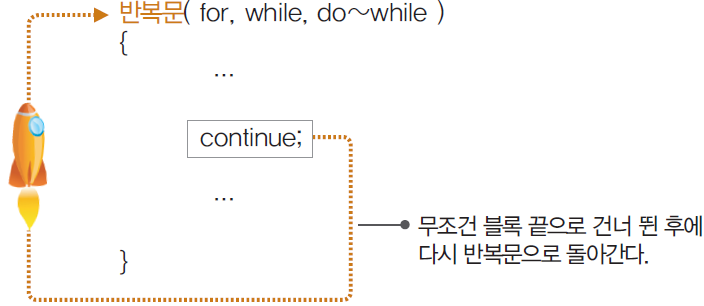 반복문( for, while, do~while )
{
...
continue;
...
무조건 블록 끝으로 건너 뛴 후에
다시 반복문으로 돌아간다.
}